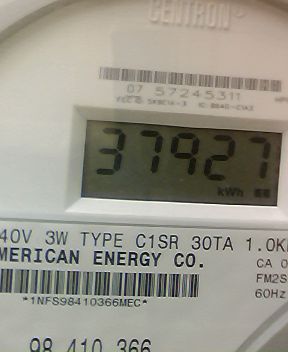 CENTRON
07 57245311
37927
kWh
40V 3W TYPE C1SR 30TA 1.0K
MERICAN ENERGY CO.
CA 0
FM2S
60Hz
*1NFS98410366MEC*
98 410 366